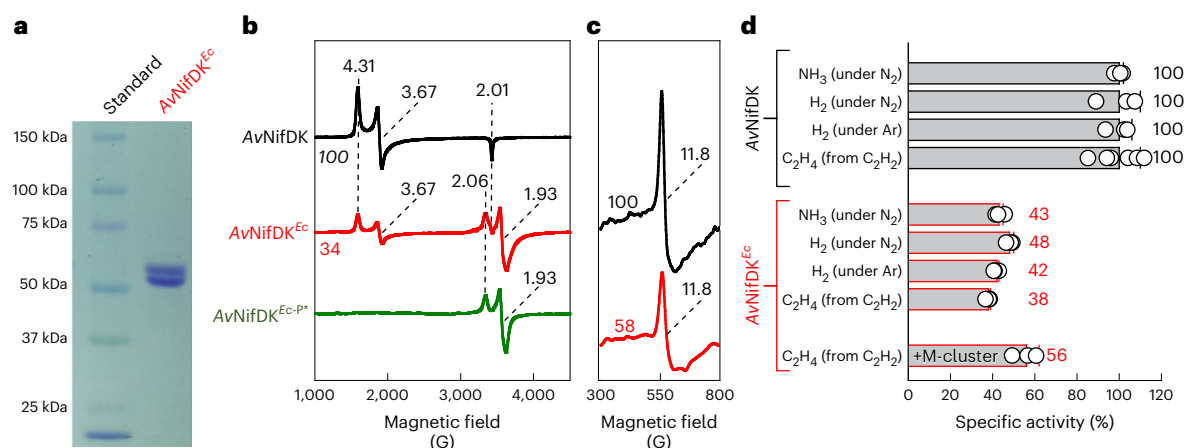 a
Standard
AvNifDK^Ec
150 kDa
100 kDa
75 kDa
50 kDa
37 kDa
25 kDa
b
4.31
3.67
2.01
AvNifDK
100
2.06
3.67
1.93
AvNifDK^Ec
34
1.93
AvNifDK^Ec-P*
1,000
2,000
3,000
4,000
Magnetic field
(G)
c
11.8
100
11.8
58
300
550
800
Magnetic field
(G)
d
AvNifDK
NH3 (under N2)
100
H2 (under N2)
100
H2 (under Ar)
100
C2H4 (from C2H2)
100
AvNifDK^Ec
NH3 (under N2)
43
H2 (under N2)
48
H2 (under Ar)
42
C2H4 (from C2H2)
38
C2H4 (from C2H2)
+M-cluster
56
0
20
40
60
80
100
120
Specific activity (%)